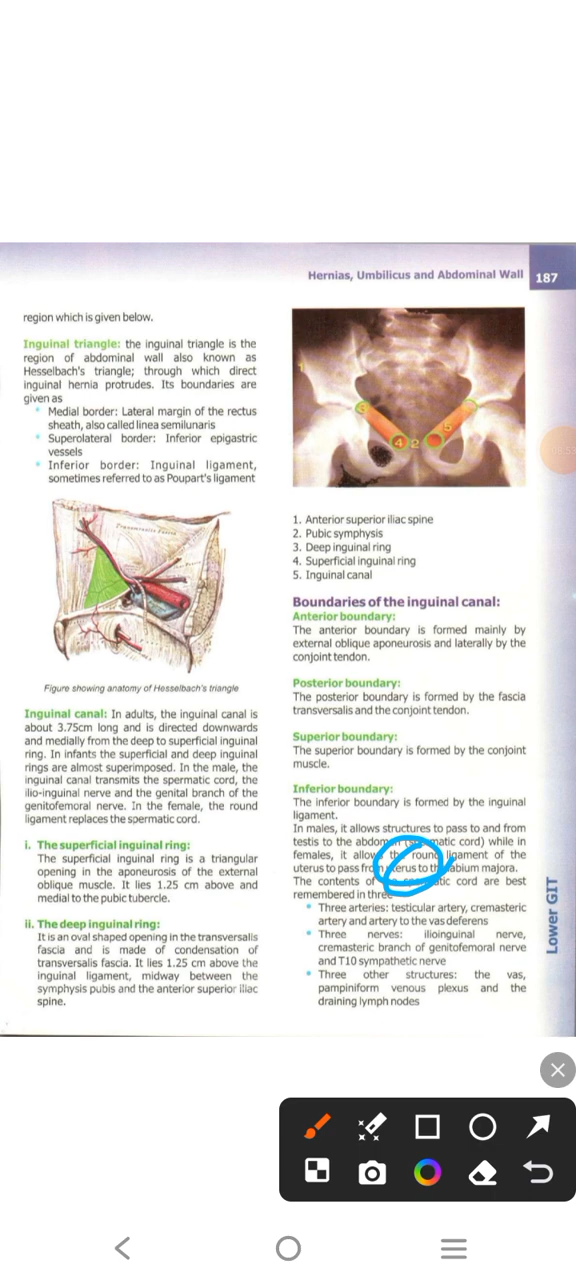 Hernias, Umbilicus and Abdominal Wall 187
region which is given below.
Inguinal triangle: the inguinal triangle is the
region of abdominal wall also known as
Hesselbach's triangle; through which direct
inguinal hernia protrudes. Its boundaries are
given as
• Medial border: Lateral margin of the rectus
sheath, also called linea semilunaris
• Superolateral border: Inferior epigastric
vessels
• Inferior border: Inguinal ligament,
sometimes referred to as Poupart's ligament
Figure showing anatomy of Hesselbach's triangle
Inguinal canal: In adults, the inguinal canal is
about 3.75cm long and is directed downwards
and medially from the deep to superficial inguinal
ring. In infants the superficial and deep inguinal
rings are almost superimposed. In the male, the
inguinal canal transmits the spermatic cord, the
ilio-inguinal nerve and the genital branch of the
genitofemoral nerve. In the female, the round
ligament replaces the spermatic cord.
i. The superficial inguinal ring:
The superficial inguinal ring is a triangular
opening in the aponeurosis of the external
oblique muscle. It lies 1.25 cm above and
medial to the pubic tubercle.
ii. The deep inguinal ring:
It is an oval shaped opening in the transversalis
fascia and is made of condensation of
transversalis fascia. It lies 1.25 cm above the
inguinal ligament, midway between the
symphysis pubis and the anterior superior iliac
spine.
1
3
4 2
5
1. Anterior superior iliac spine
2. Pubic symphysis
3. Deep inguinal ring
4. Superficial inguinal ring
5. Inguinal canal
Boundaries of the inguinal canal:
Anterior boundary:
The anterior boundary is formed mainly by
external oblique aponeurosis and laterally by the
conjoint tendon.
Posterior boundary:
The posterior boundary is formed by the fascia
transversalis and the conjoint tendon.
Superior boundary:
The superior boundary is formed by the conjoint
muscle.
Inferior boundary:
The inferior boundary is formed by the inguinal
ligament.
In males, it allows structures to pass to and from
testis to the abdomen cord) while in
females, it allows the round ligament of the
uterus to pass from uterus to the labium majora.
The contents of cord are best
remembered in three
• Three arteries: testicular artery, cremasteric
artery and artery to the vas deferens
• Three nerves: ilioinguinal nerve,
cremasteric branch of genitofemoral nerve
and T10 sympathetic nerve
• Three other structures: the vas,
pampiniform venous plexus and the
draining lymph nodes
Lower GIT